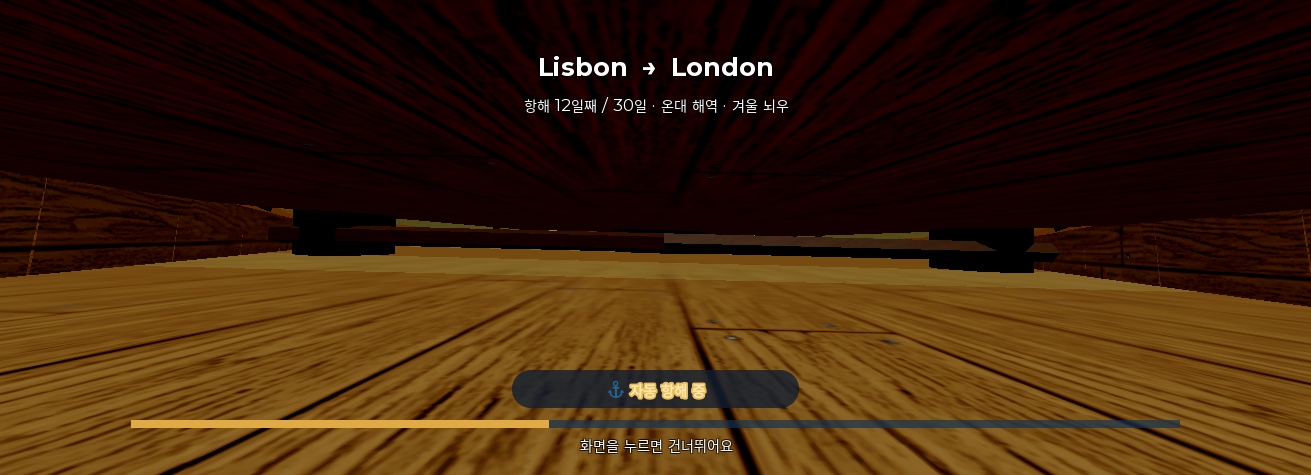 Lisbon → London
항해 12일째 / 30일 · 온대 해역 · 겨울 뇌우
⚓ 자동 항해 중
화면을 누르면 건너뛰어요